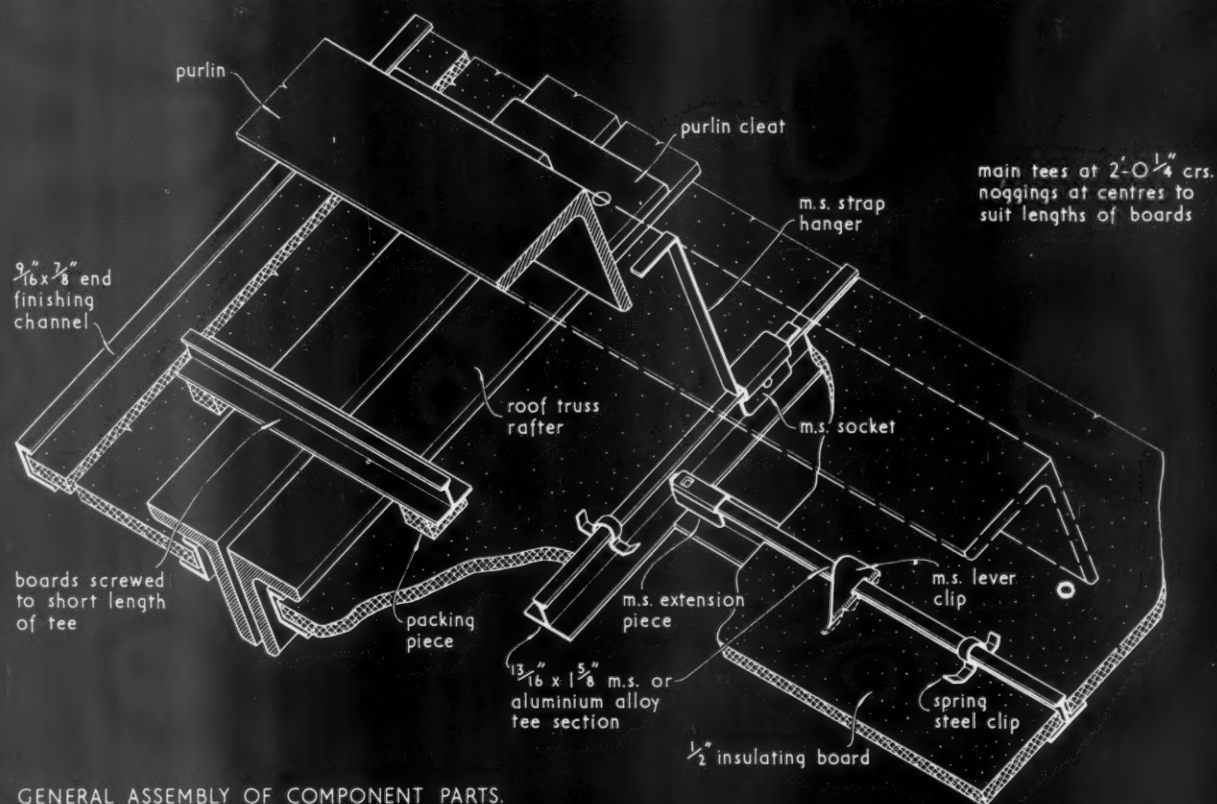 purlin
purlin cleat
main tees at 2'-0 1/4" crs.
noggings at centres to
suit lengths of boards
m.s. strap
hanger
9/16" x 7/8" end
finishing
channel
roof truss
rafter
m.s. socket
boards screwed
to short length
of tee
packing
piece
m.s. extension
piece
m.s. lever
clip
13/16" x 1 5/8" m.s. or
aluminium alloy
tee section
spring
steel clip
1/2" insulating board
GENERAL ASSEMBLY OF COMPONENT PARTS.